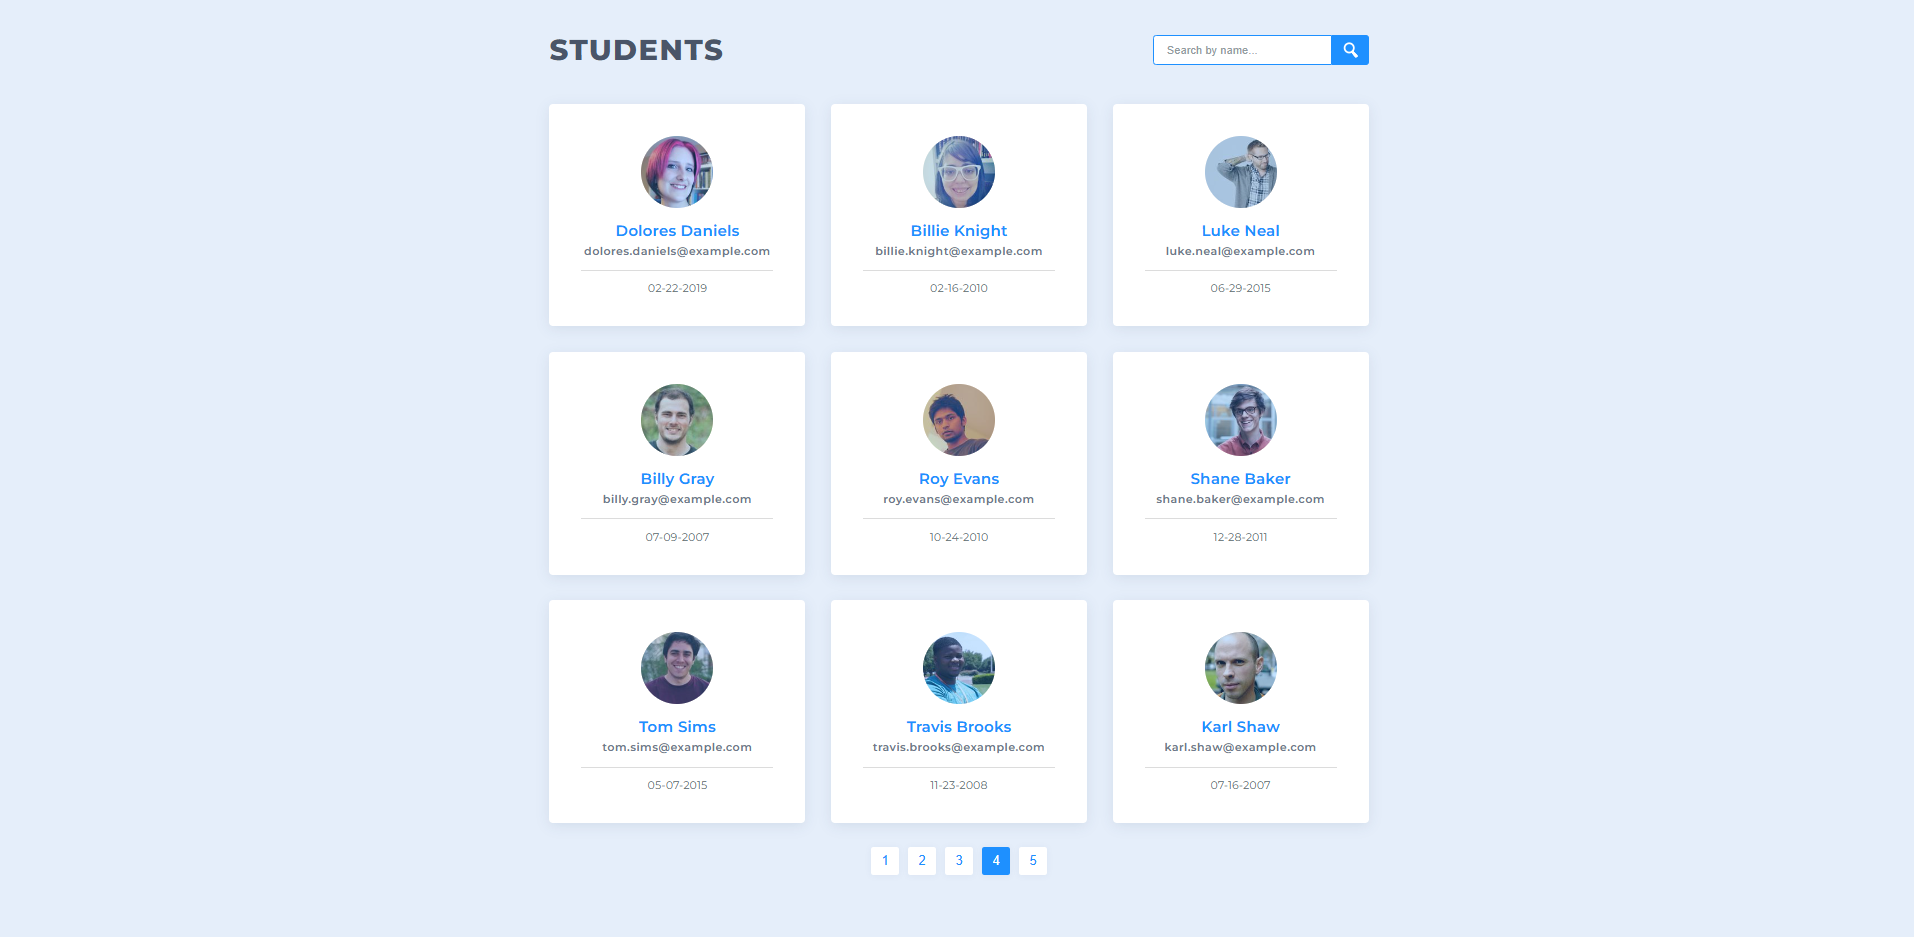 STUDENTS
Search by name...
Dolores Daniels
dolores.daniels@example.com
02-22-2019
Billie Knight
billie.knight@example.com
02-16-2010
Luke Neal
luke.neal@example.com
06-29-2015
Billy Gray
billy.gray@example.com
07-09-2007
Roy Evans
roy.evans@example.com
10-24-2010
Shane Baker
shane.baker@example.com
12-28-2011
Tom Sims
tom.sims@example.com
05-07-2015
Travis Brooks
travis.brooks@example.com
11-23-2008
Karl Shaw
karl.shaw@example.com
07-16-2007
1 2 3 4 5